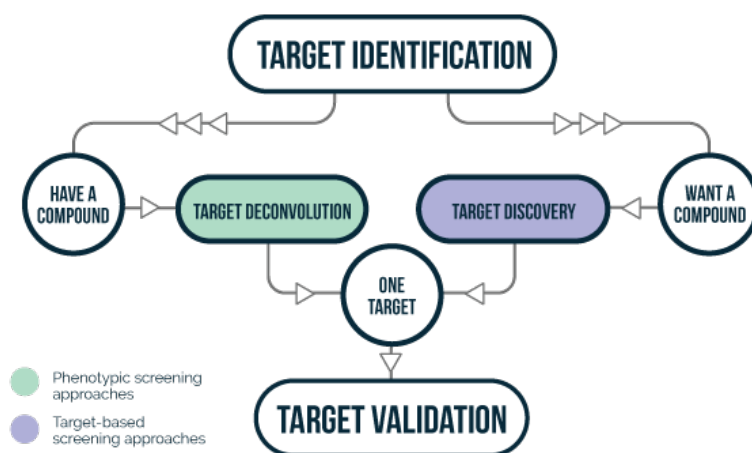 TARGET IDENTIFICATION
HAVE A
COMPOUND
TARGET DECONVOLUTION
TARGET DISCOVERY
WANT A
COMPOUND
ONE
TARGET
Phenotypic screening
approaches
Target-based
screening approaches
TARGET VALIDATION